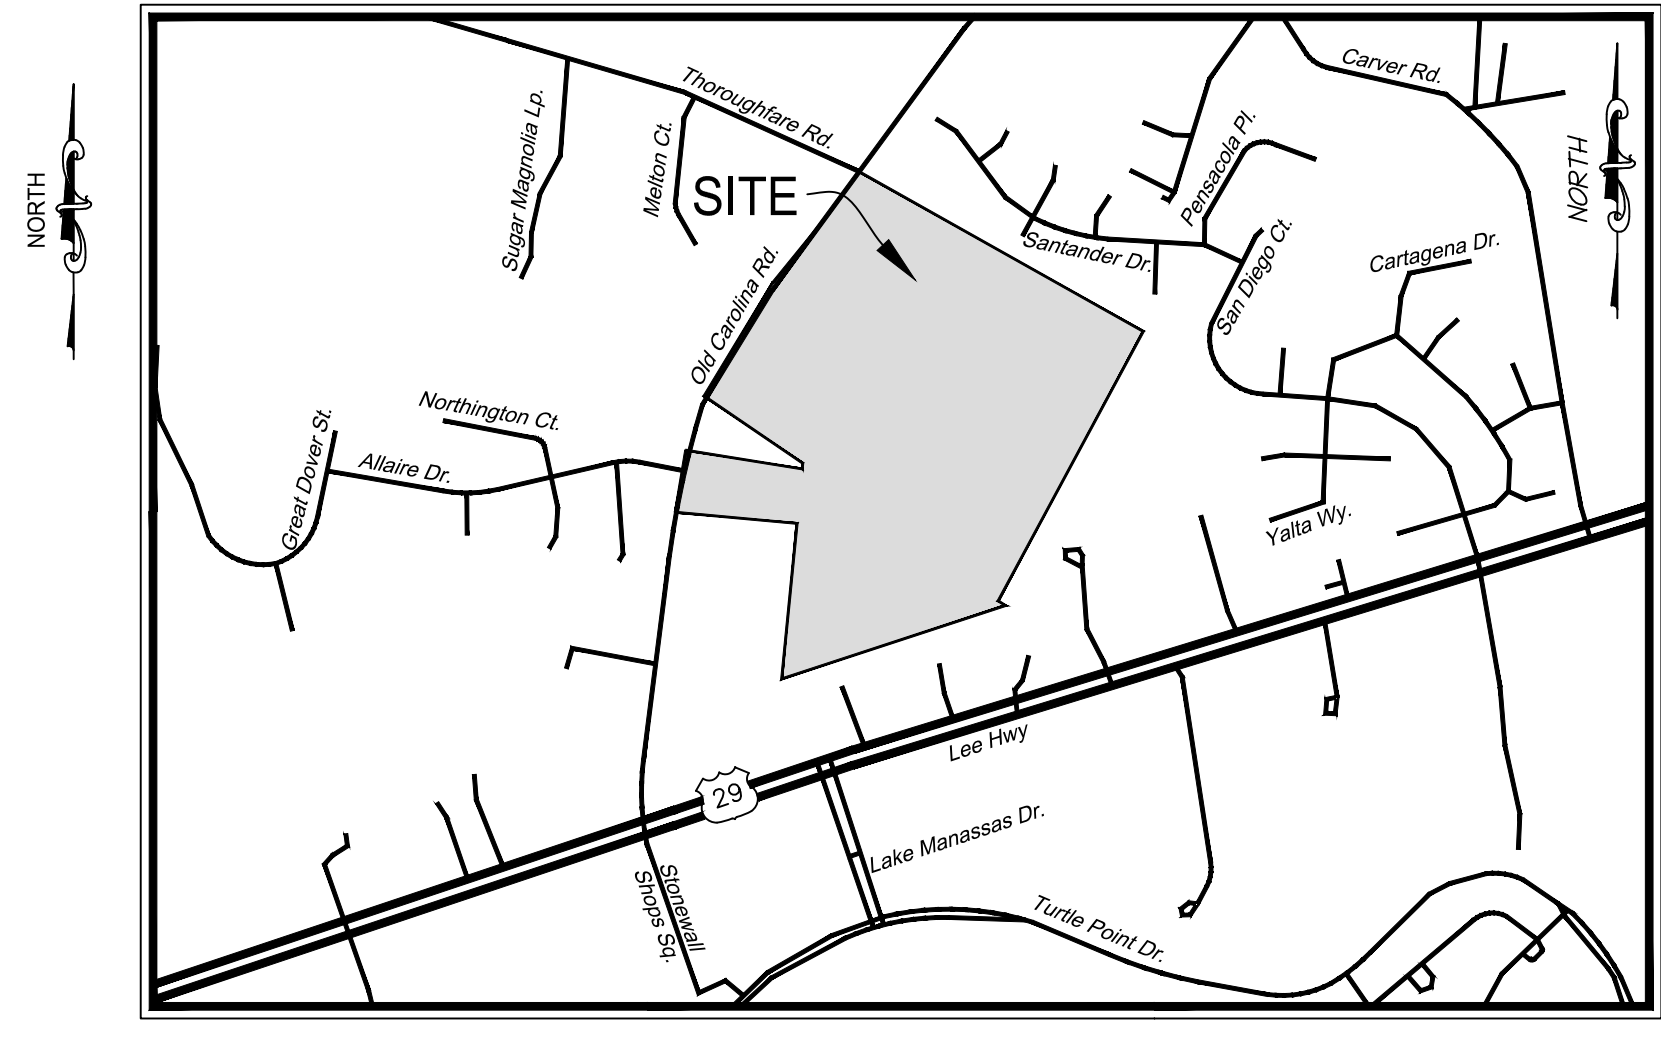 Carver Rd.
Thoroughfare Rd.
Sugar Magnolia Lp.
Melton Ct.
Pensacola Pl.
NORTH
NORTH
SITE
Santander Dr.
San Diego Ct.
Cartagena Dr.
Old Carolina Rd.
Northington Ct.
Great Dover St.
Allaire Dr.
Yalta Wy.
Lee Hwy
29
Lake Manassas Dr.
Stonewall
Shops Sq.
Turtle Point Dr.